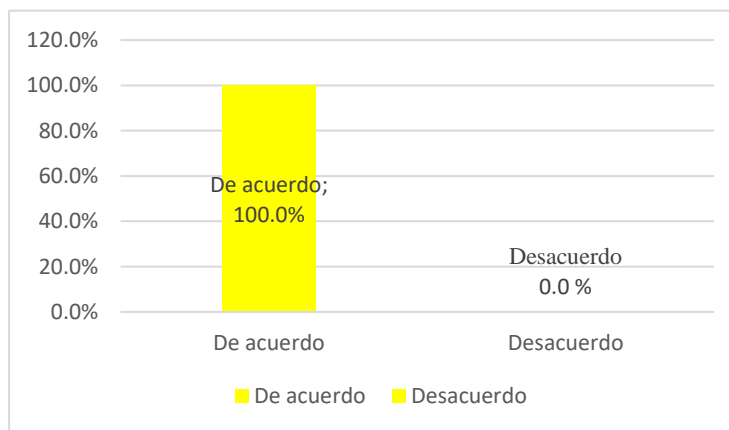 120.0%
100.0%
80.0%
60.0%
40.0%
20.0%
0.0%
De acuerdo;
100.0%
Desacuerdo
0.0 %
De acuerdo
Desacuerdo
De acuerdo
Desacuerdo